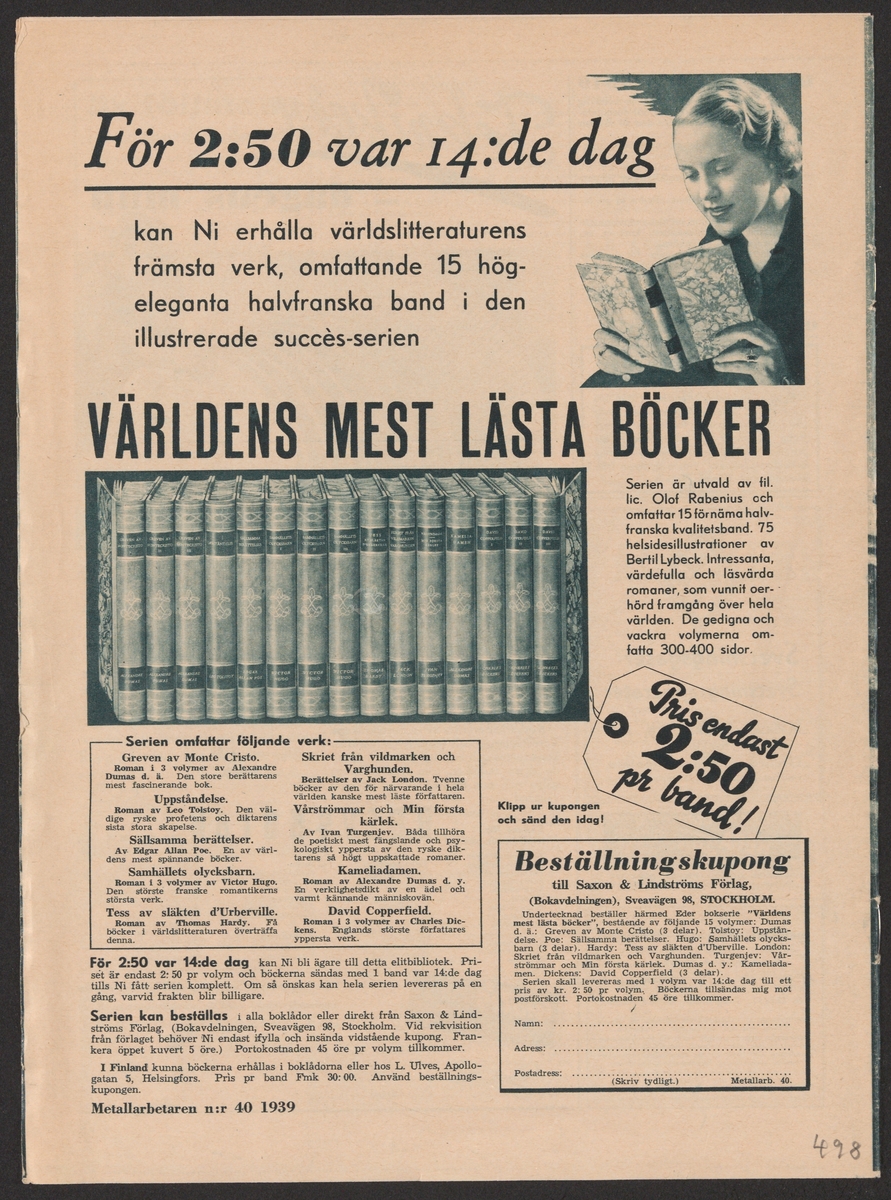 För 2:50 var 14:de dag
kan Ni erhålla världslitteraturens
främsta verk, omfattande 15 hög-
eleganta halvfranska band i den
illustrerade succès-serien
VÄRLDENS MEST LÄSTA BÖCKER
Serien är utvald av fil.
lic. Olof Rabenius och
omfattar 15 förnäma halv-
franska kvalitetsband. 75
helsidesillustrationer av
Bertil Lybeck. Intressanta,
värdefulla och läsvärda
romaner, som vunnit oer-
hörd framgång över hela
världen. De gedigna och
vackra volymerna om-
fatta 300-400 sidor.
Pris endast
2:50
pr band!
Serien omfattar följande verk:
Greven av Monte Cristo.
Roman i 3 volymer av Alexandre
Dumas d. ä. Den store berättarens
mest fascinerande bok.
Uppståndelse.
Roman av Leo Tolstoy. Den väl-
dige ryske profetens och diktarens
sista stora skapelse.
Sällsamma berättelser.
Av Edgar Allan Poe. En av värl-
dens mest spännande böcker.
Samhällets olycksbarn.
Roman i 3 volymer av Victor Hugo.
Den störste franske romantikerns
största verk.
Tess av släkten d'Urberville.
Roman av Thomas Hardy. Få
böcker i världslitteraturen överträffa
denna.
Skriet från vildmarken och
Varghunden.
Berättelser av Jack London. Tvenne
böcker av den för närvarande i hela
världen kanske mest läste författaren.
Vårströmmar och Min första
kärlek.
Av Ivan Turgenjev. Båda tillhöra
de poetiskt mest fängslande och psy-
kologiskt yppersta av den ryske dik-
tarens så högt uppskattade romaner.
Kameliadamen.
Roman av Alexandre Dumas d. y.
En verklighetsdikt av en ädel och
varmt kännande människovän.
David Copperfield.
Roman i 3 volymer av Charles Dic-
kens. Englands störste författares
yppersta verk.
För 2:50 var 14:de dag kan Ni bli ägare till detta elitbibliotek. Pri-
set är endast 2: 50 pr volym och böckerna sändas med 1 band var 14:de dag
tills Ni fått serien komplett. Om så önskas kan hela serien levereras på en
gång, varvid frakten blir billigare.
Serien kan beställas i alla boklådor eller direkt från Saxon & Lind-
ströms Förlag, (Bokavdelningen, Sveavägen 98, Stockholm. Vid rekvisition
från förlaget behöver Ni endast ifylla och insända vidstående kupong. Fran-
kera öppet kuvert 5 öre.) Portokostnaden 45 öre pr volym tillkommer.
I Finland kunna böckerna erhållas i boklådorna eller hos L. Ulves, Apollo-
gatan 5, Helsingfors. Pris pr band Fmk 30: 00. Använd beställnings-
kupongen.
Metallarbetaren n:r 40 1939
Klipp ur kupongen
och sänd den idag!
Beställningskupong
till Saxon & Lindströms Förlag,
(Bokavdelningen), Sveavägen 98, STOCKHOLM.
Undertecknad beställer härmed Eder bokserie "Världens
mest lästa böcker", bestående av följande 15 volymer: Dumas
d. ä.: Greven av Monte Cristo (3 delar). Tolstoy: Uppstån-
delse. Poe: Sällsamma berättelser. Hugo: Samhällets olycks-
barn (3 delar). Hardy: Tess av släkten d'Uberville. London:
Skriet från vildmarken och Varghunden. Turgenjev: Vår-
strömmar och Min första kärlek. Dumas d. y.: Kameliada-
men. Dickens: David Copperfield (3 delar).
Serien skall levereras med 1 volym var 14:de dag till ett
pris av kr. 2: 50 pr volym. Böckerna tillsändas mig mot
postförskott. Portokostnaden 45 öre tillkommer.
Namn:
Adress:
Postadress:
(Skriv tydligt.) Metallarb. 40.
498